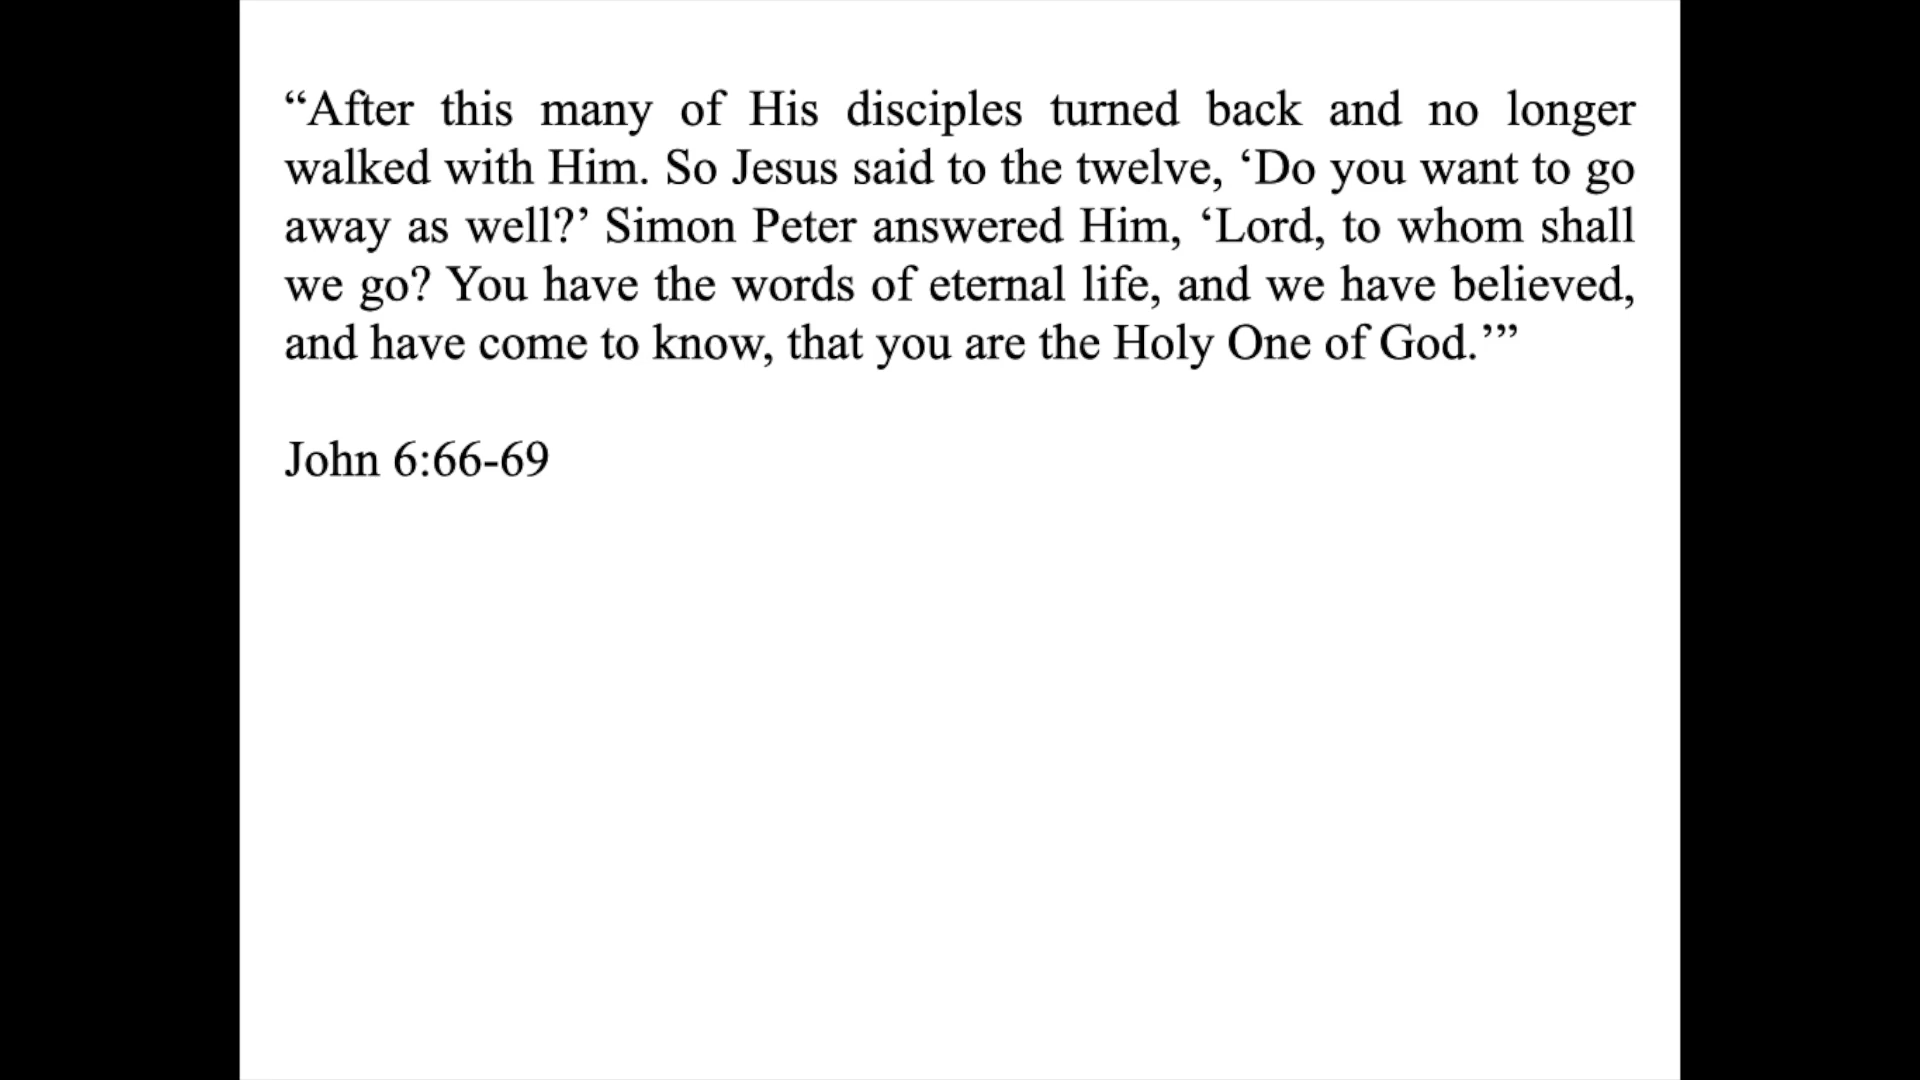 “After this many of His disciples turned back and no longer
walked with Him. So Jesus said to the twelve, ‘Do you want to go
away as well?’ Simon Peter answered Him, ‘Lord, to whom shall
we go? You have the words of eternal life, and we have believed,
and have come to know, that you are the Holy One of God.’”
John 6:66-69